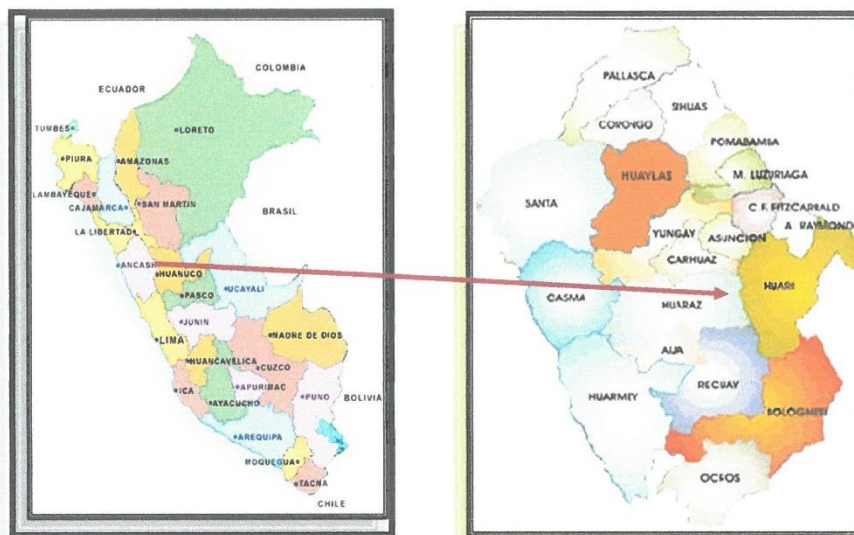 COLOMBIA
ECUADOR
TUMBES
LORETO
PIURA
AMAZONAS
LAMBAYEQUE
SAN MARTIN
CAJAMARCA
BRASIL
LA LIBERTAD
ANCASH
HUANUCO
UCAYALI
PASCO
JUNIN
MADRE DE DIOS
LIMA
HUANCAVELICA
CUZCO
ICA
APURIMAC
PUNO
BOLIVIA
AYACUCHO
AREQUIPA
MOQUEGUA
TACNA
CHILE
PALLASCA
SIHUAS
CORONGO
POMABAMBA
HUAYLAS
M. LUZURIAGA
SANTA
C.F. FITZCARRALD
A. RAYMONDI
YUNGAY
ASUNCION
CARHUAZ
HUARI
CASMA
HUARAZ
AIJA
RECUAY
HUARMEY
BOLOGNESI
OCROS